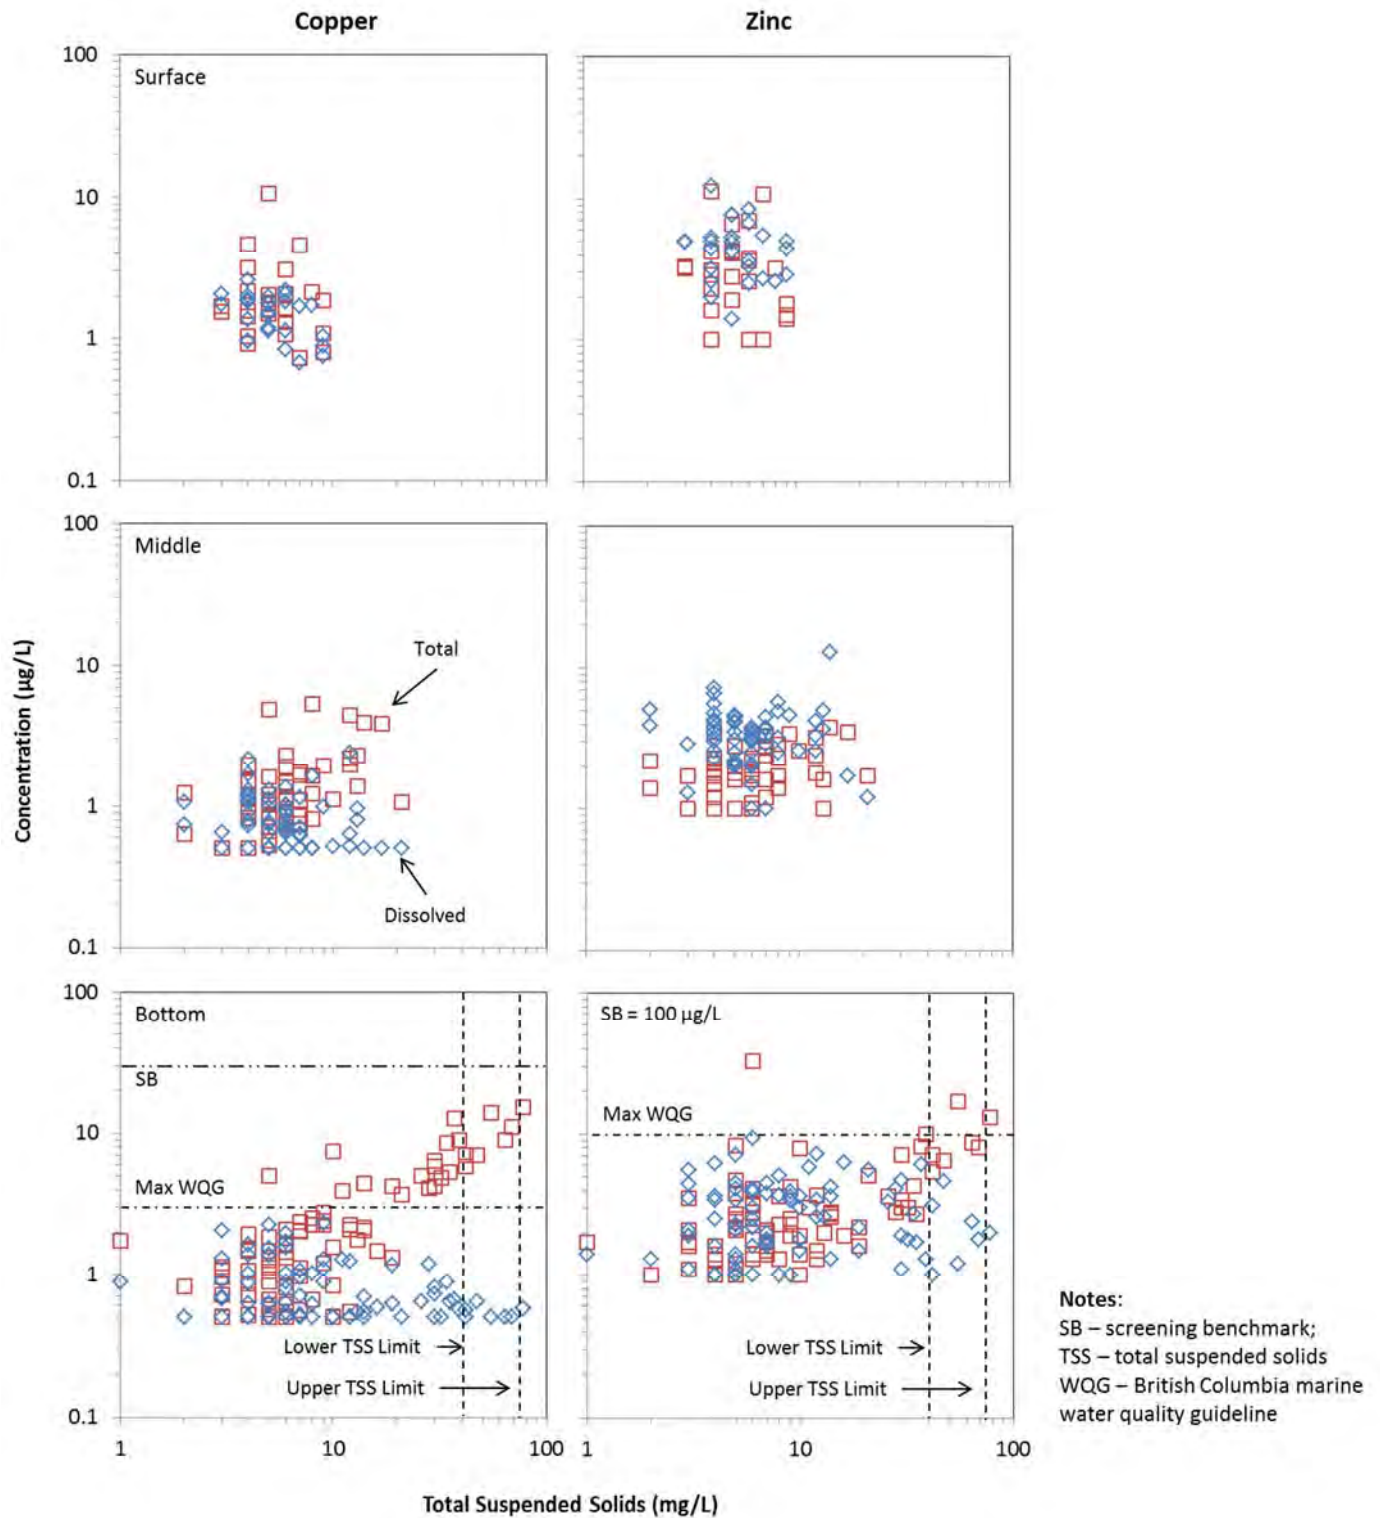 Copper
Zinc
100
Surface
10
1
0.1
100
Middle
Total
10
1
Dissolved
0.1
Concentration (µg/L)
100
Bottom
SB = 100 µg/L
SB
Max WQG
10
Max WQG
1
Lower TSS Limit
Lower TSS Limit
Upper TSS Limit
Upper TSS Limit
0.1
1
10
100
1
10
100
Total Suspended Solids (mg/L)
Notes:
SB – screening benchmark;
TSS – total suspended solids
WQG – British Columbia marine
water quality guideline